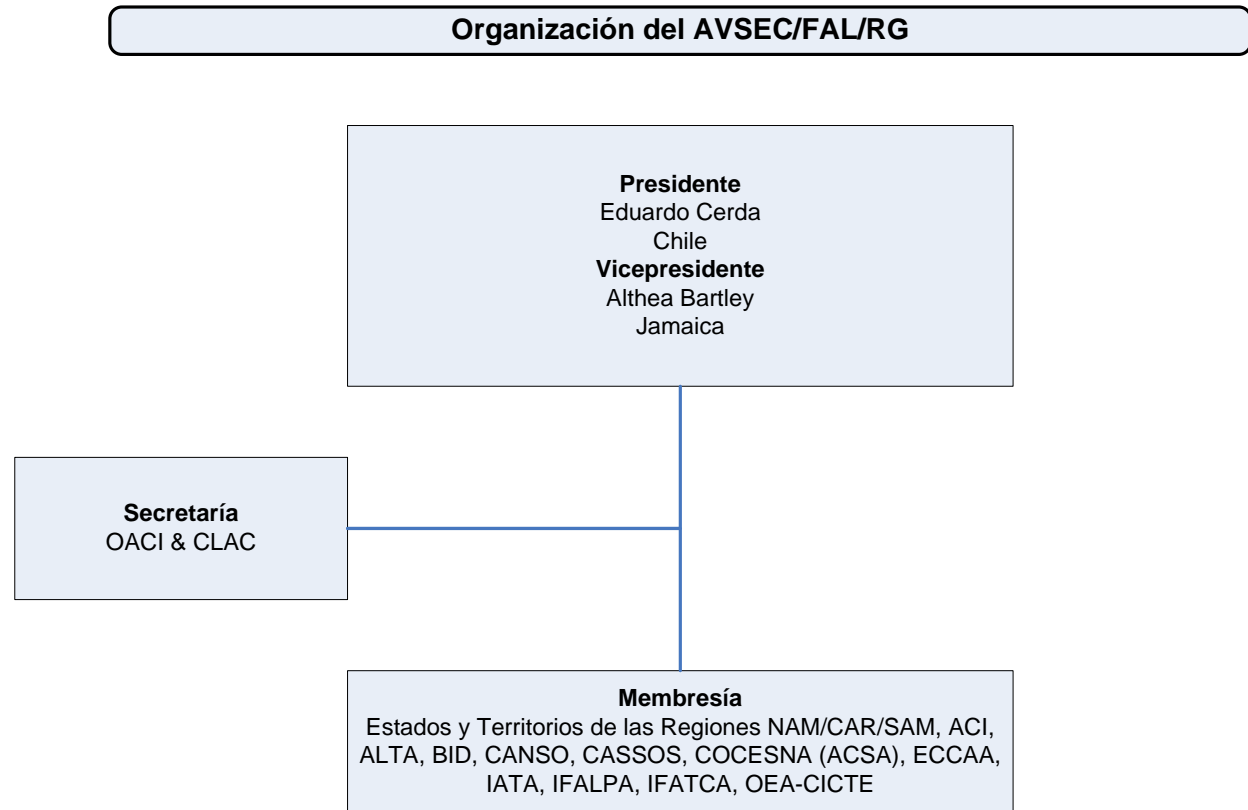 Organización del AVSEC/FAL/RG
Presidente
Eduardo Cerda
Chile
Vicepresidente
Althea Bartley
Jamaica
Secretaría
OACI & CLAC
Membresía
Estados y Territorios de las Regiones NAM/CAR/SAM, ACI,
ALTA, BID, CANSO, CASSOS, COCESNA (ACSA), ECCAA,
IATA, IFALPA, IFATCA, OEA-CICTE